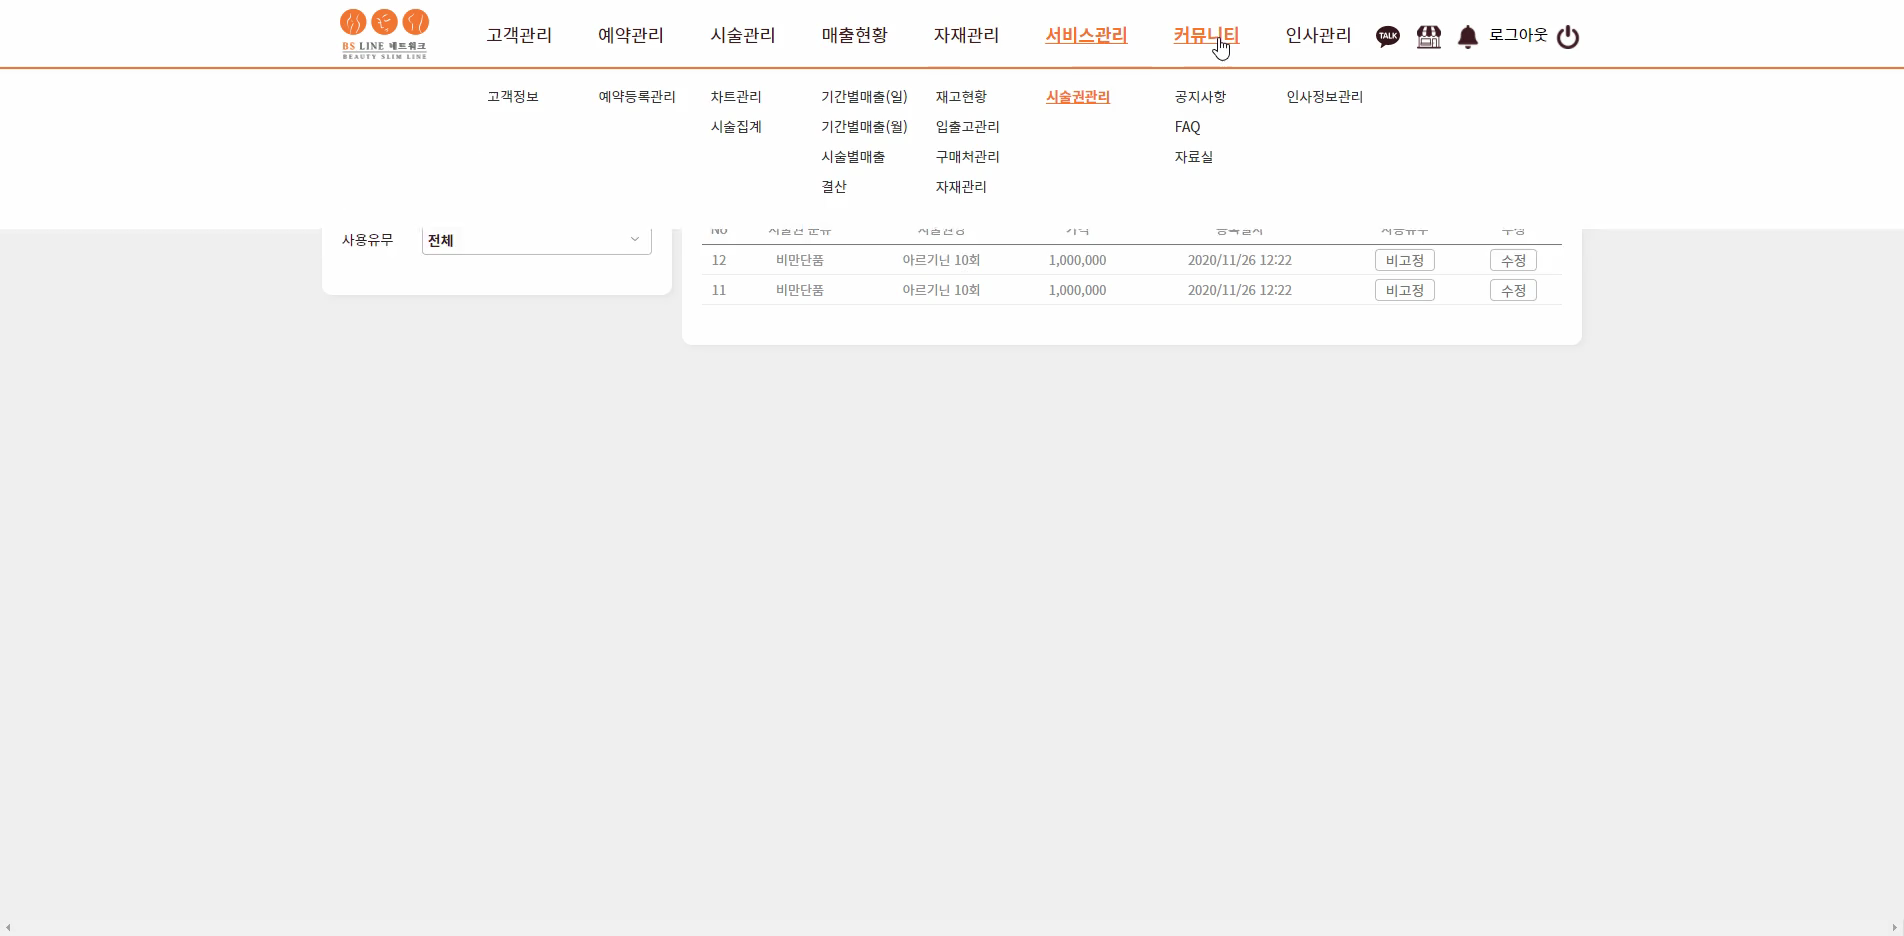 BS LINE 네트워크
BEAUTY SLIM LINE
고객관리 예약관리 시술관리 매출현황 자재관리 서비스관리 커뮤니티 인사관리 TALK 로그아웃
고객정보 예약등록관리 차트관리 기간별매출(일) 재고현황 시술권관리 공지사항 인사정보관리
시술집계 기간별매출(월) 입출고관리 FAQ
시술별매출 구매처관리 자료실
결산 자재관리
사용유무 전체
12 비만단품 아르기닌 10회 1,000,000 2020/11/26 12:22 비고정 수정
11 비만단품 아르기닌 10회 1,000,000 2020/11/26 12:22 비고정 수정